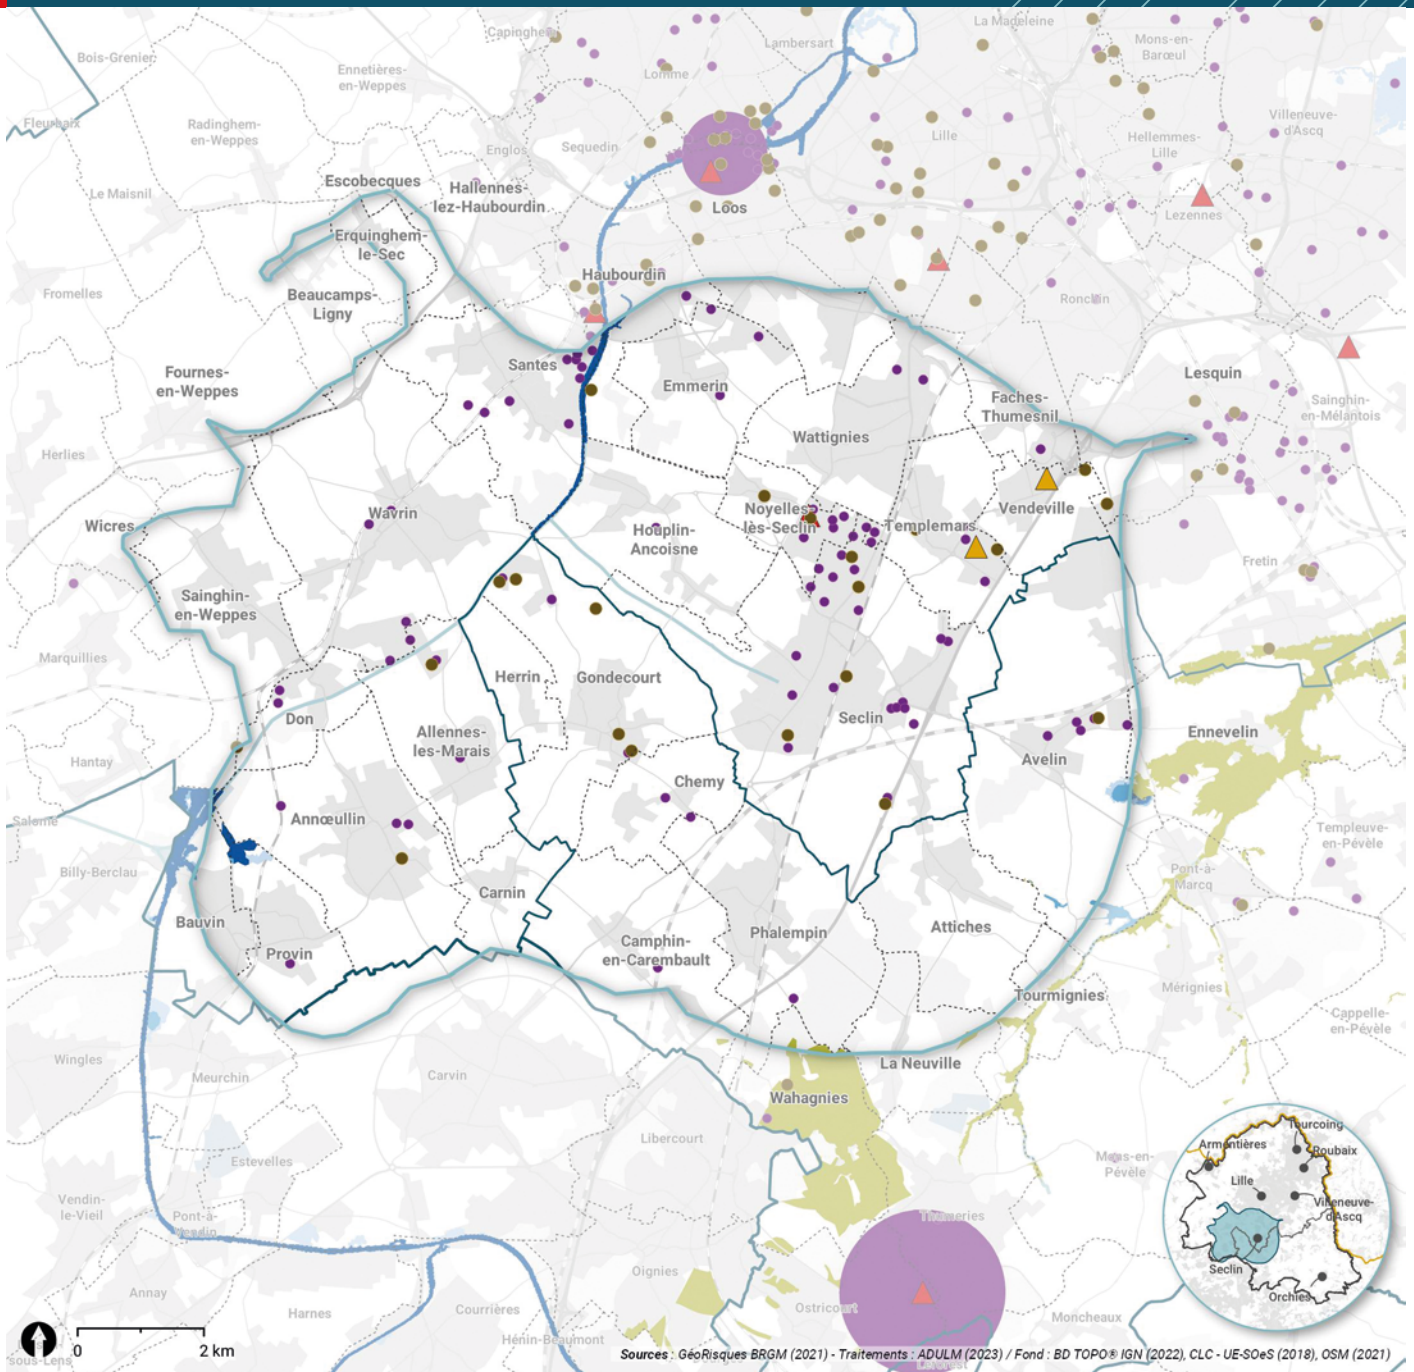 La Madeleine
Capinghem
Lambersart
Mons-en-
Barœul
Bois-Grenier
Ennetières-
en-Weppes
Lomme
Fleurbaix
Radinghem-
en-Weppes
Villeneuve-
d'Ascq
Lille
Hellemmes-
Lille
Englos
Sequedin
Le Maisnil
Escobecques
Hallennes-
lez-Haubourdin
Loos
Lezennes
Erquinghem-
le-Sec
Haubourdin
Fromelles
Beaucamps-
Ligny
Ronchin
Fournes-
en-Weppes
Santes
Emmerin
Lesquin
Faches-
Thumesnil
Sainghin-
en-Mélantois
Wattignies
Herlies
Wicres
Wavrin
Houplin-
Ancoisne
Noyelles-
lès-Seclin
Templemars
Vendeville
Fretin
Sainghin-
en-Weppes
Marquillies
Herrin
Gondecourt
Don
Seclin
Allennes-
les-Marais
Avelin
Ennevelin
Hantay
Chemy
Salomé
Annœullin
Templeuve-
en-Pévèle
Billy-Berclau
Carnin
Pont-à-
Marcq
Bauvin
Phalempin
Attiches
Provin
Camphin-
en-Carembault
Tourmignies
Mérignies
Cappelle-
en-Pévèle
Wingles
Meurchin
Carvin
La Neuville
Wahagnies
Libercourt
Estevelles
Mons-en-
Pévèle
Vendin-
le-Vieil
Pont-à-
Vendin
Thumeries
Oignies
Annay
Harnes
Courrières
Ostricourt
Moncheaux
Hénin-Beaumont
sous-Lens
Tourcoing
Armentières
Roubaix
Lille
Villeneuve-
d'Ascq
Seclin
Orchies
0
2 km
Sources : GéoRisques BRGM (2021) - Traitements : ADULM (2023) / Fond : BD TOPO® IGN (2022), CLC - UE-SOeS (2018), OSM (2021)